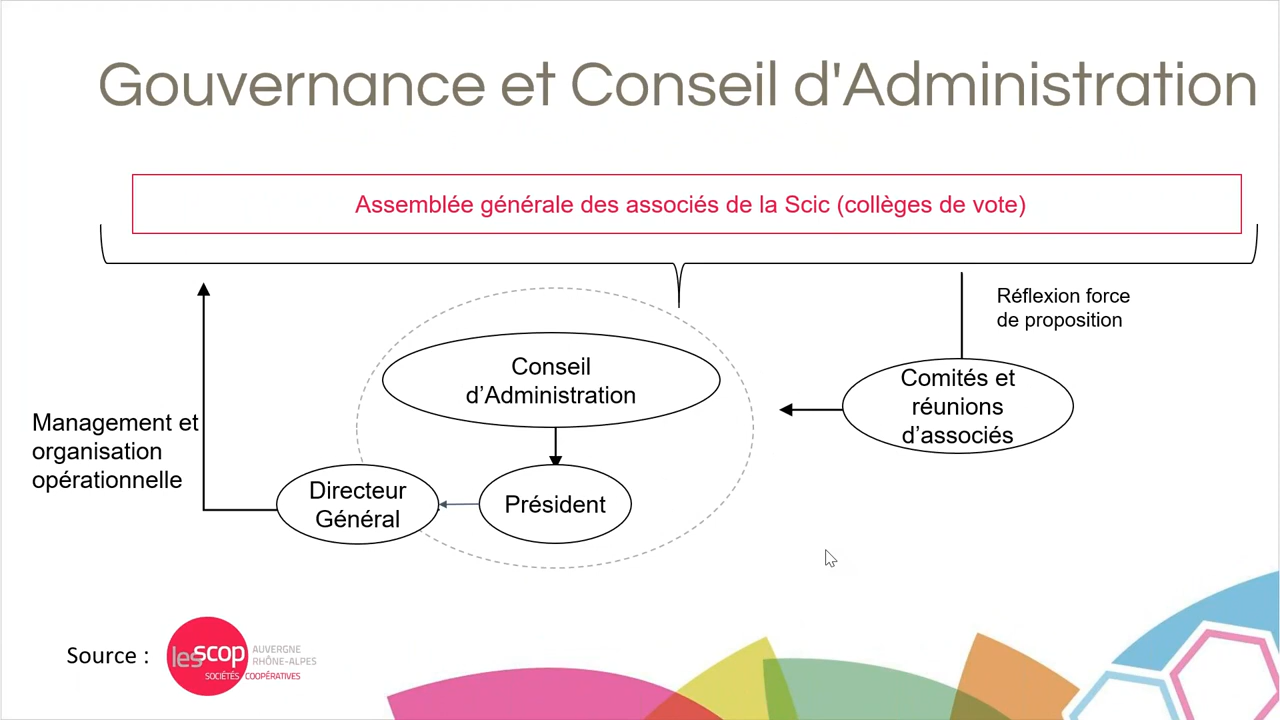 Gouvernance et Conseil d'Administration
Assemblée générale des associés de la Scic (collèges de vote)
Réflexion force
de proposition
Conseil
d’Administration
Comités et
réunions
d’associés
Management et
organisation
opérationnelle
Directeur
Général
Président
Source :
lesscop
AUVERGNE
RHÔNE-ALPES
SOCIÉTÉS COOPÉRATIVES